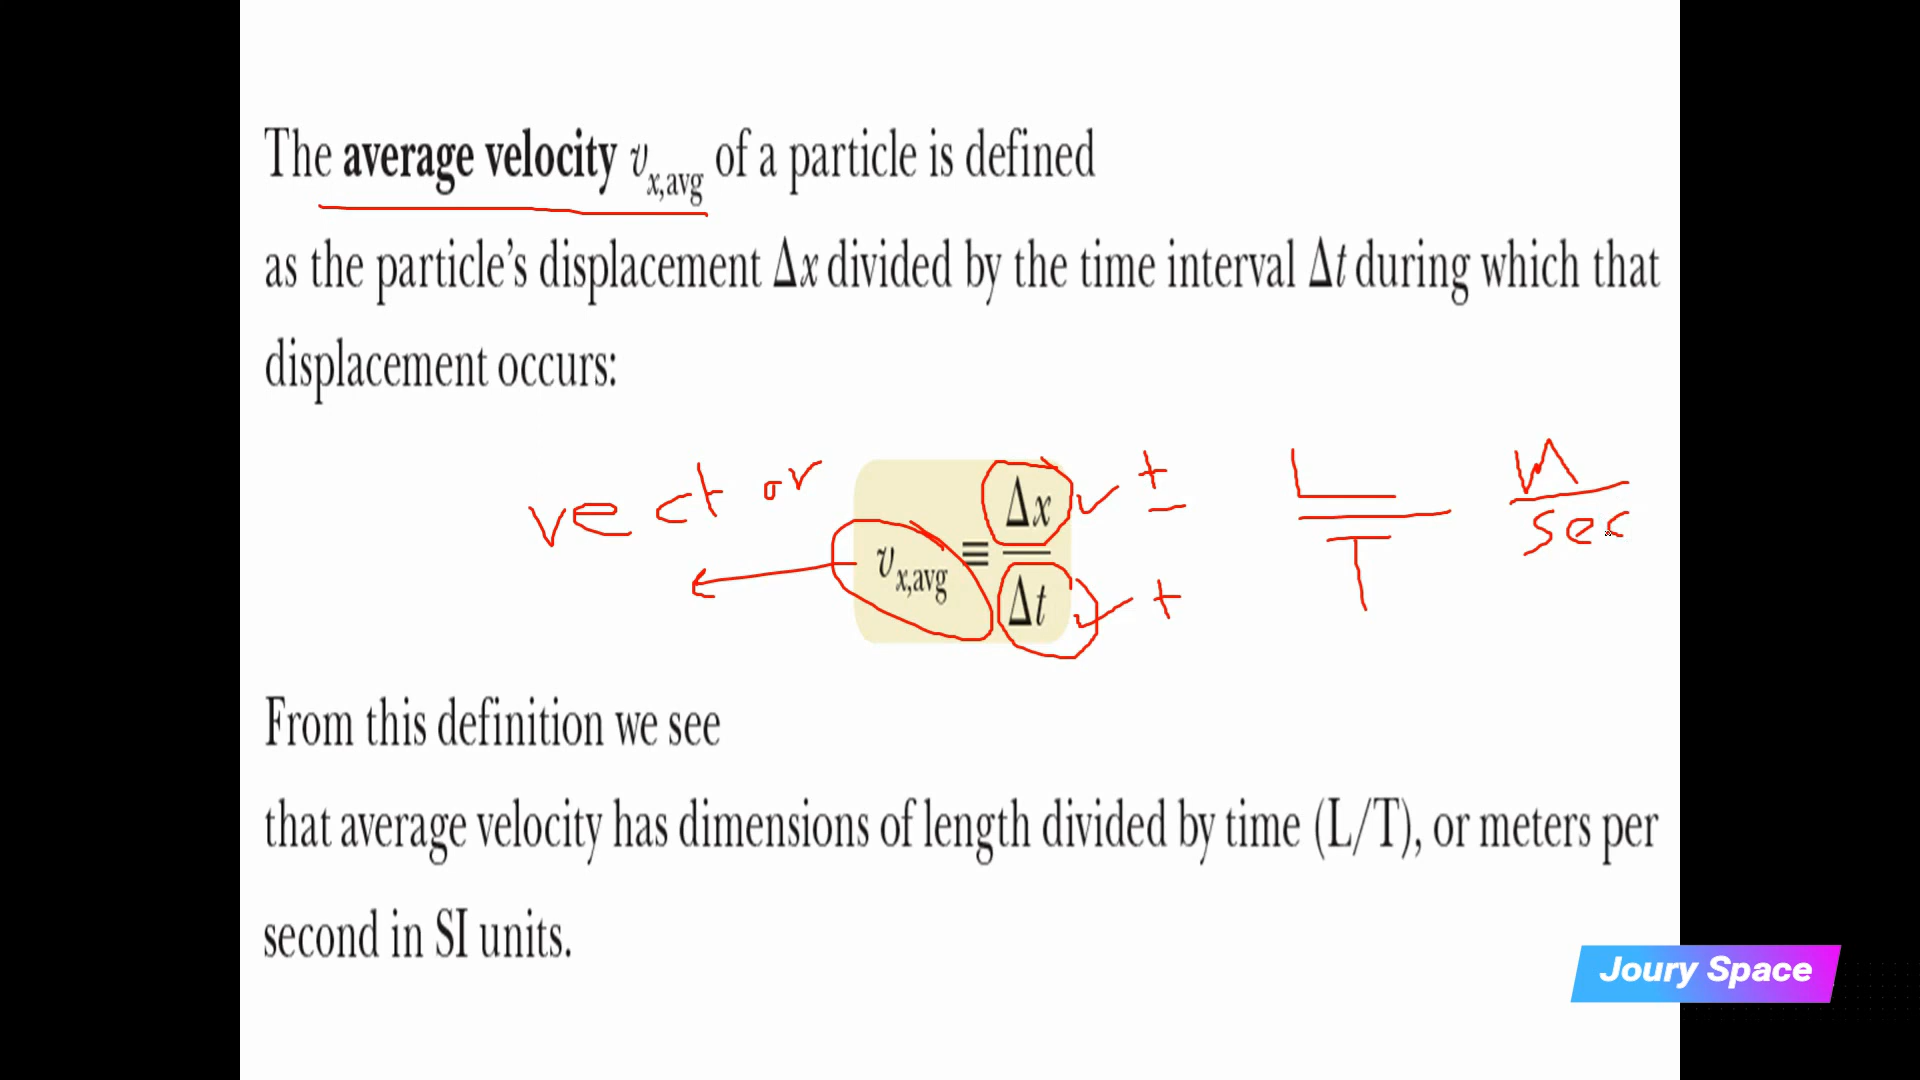 The average velocity v x,avg of a particle is defined
as the particle’s displacement Δx divided by the time interval Δt during which that
displacement occurs:
vector
v x,avg ≡ Δx / Δt
+
−
+
L
T
M
sec
From this definition we see
that average velocity has dimensions of length divided by time (L/T), or meters per
second in SI units.
Joury Space